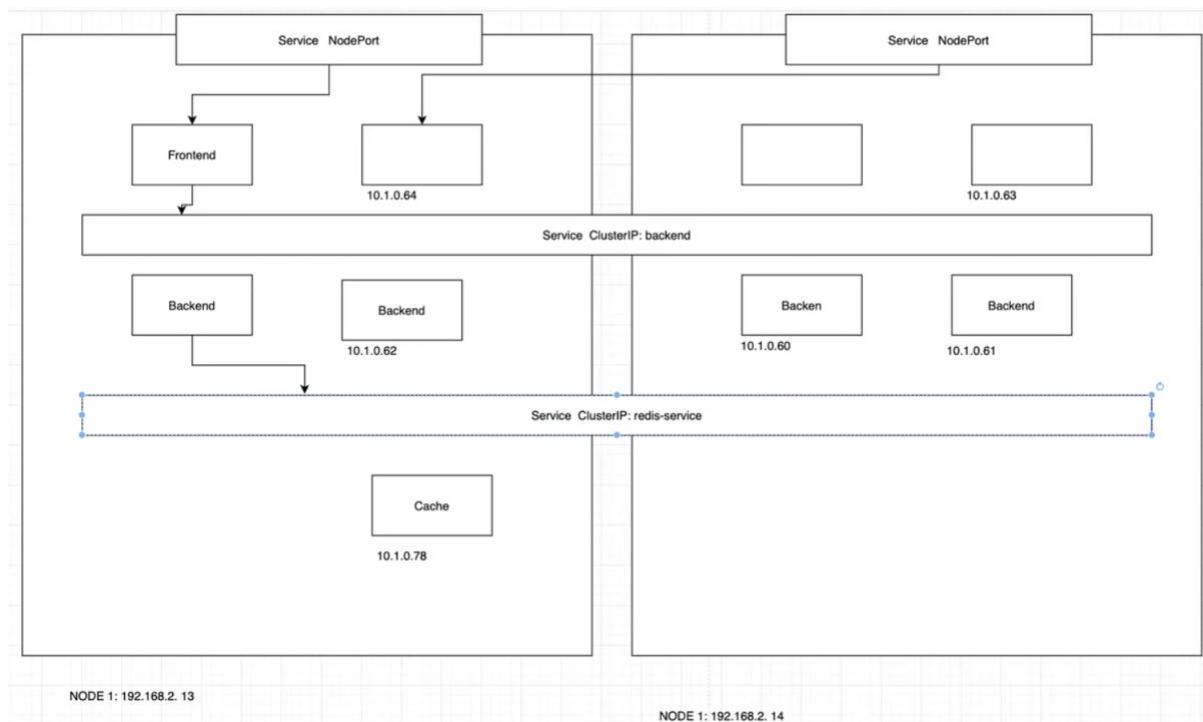 Service NodePort
Service NodePort
Frontend
10.1.0.64
10.1.0.63
Service ClusterIP: backend
Backend
Backend
Backen
Backend
10.1.0.62
10.1.0.60
10.1.0.61
Service ClusterIP: redis-service
Cache
10.1.0.78
NODE 1: 192.168.2. 13
NODE 1: 192.168.2. 14